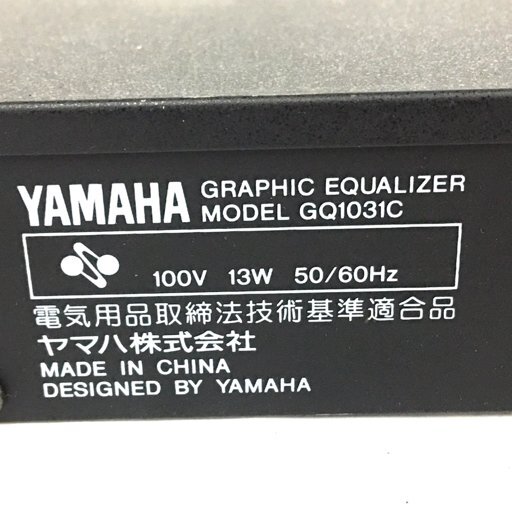 YAMAHA GRAPHIC EQUALIZER
MODEL GQ1031C
100V 13W 50/60Hz
電気用品取締法技術基準適合品
ヤマハ株式会社
MADE IN CHINA
DESIGNED BY YAMAHA